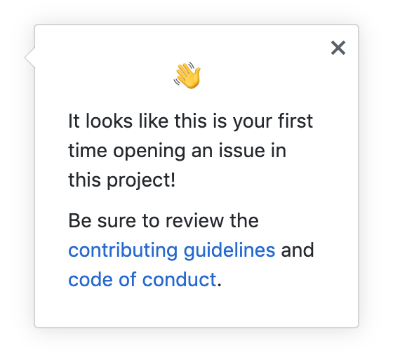 It looks like this is your first
time opening an issue in
this project!
Be sure to review the
contributing guidelines and
code of conduct.